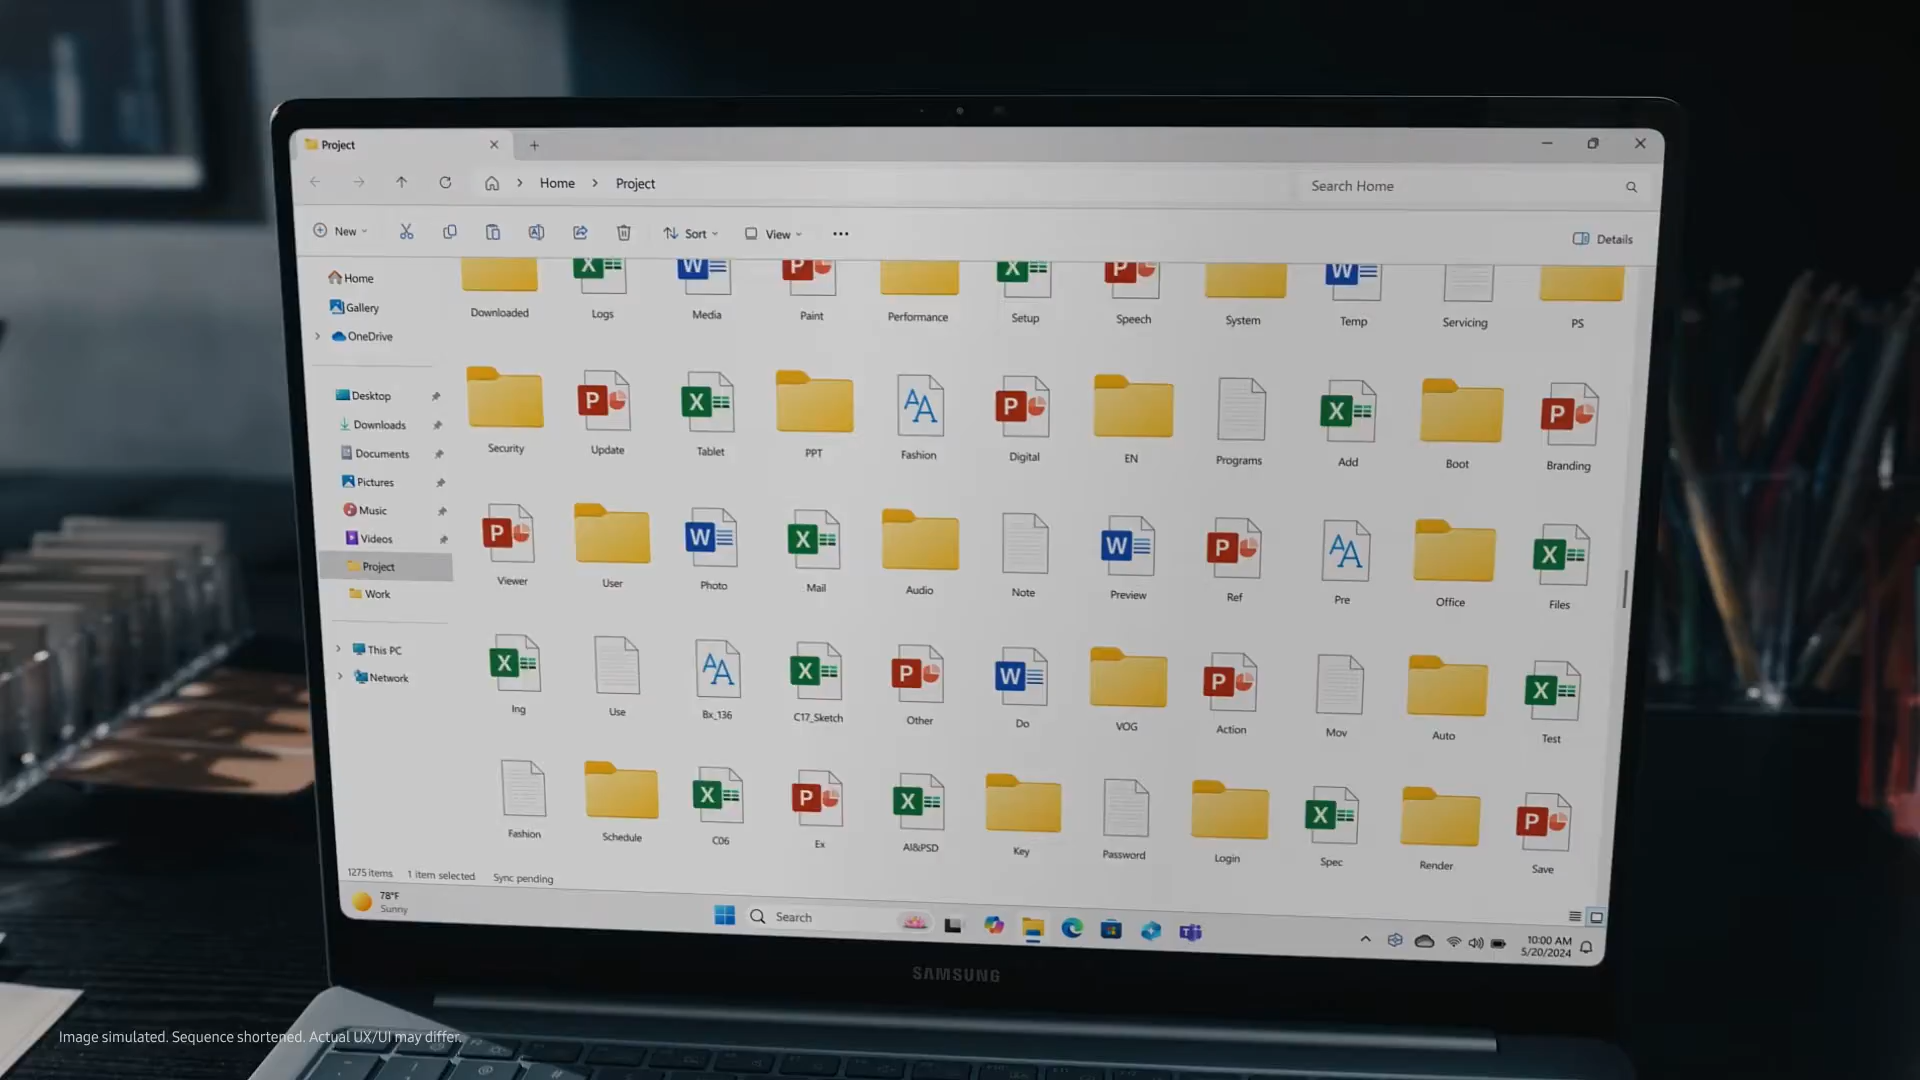 Project
Home > Project
Search Home
New
Sort
View
Details
Home
Gallery
OneDrive
Desktop
Downloads
Documents
Pictures
Music
Videos
Project
Work
This PC
Network
Downloaded Logs Media Paint Performance Setup Speech System Temp Servicing PS
Security Update Tablet PPT Fashion Digital EN Programs Add Boot Branding
Viewer User Photo Mail Audio Note Preview Ref Pre Office Files
Ing Use Bx_136 C17_Sketch Other Do VOG Action Mov Auto Test
Fashion Schedule C06 Ex AI&PSD Key Password Login Spec Render Save
1275 items 1 item selected Sync pending
78°F
Sunny
Search
10:00 AM
5/20/2024
SAMSUNG
Image simulated. Sequence shortened. Actual UX/UI may differ.